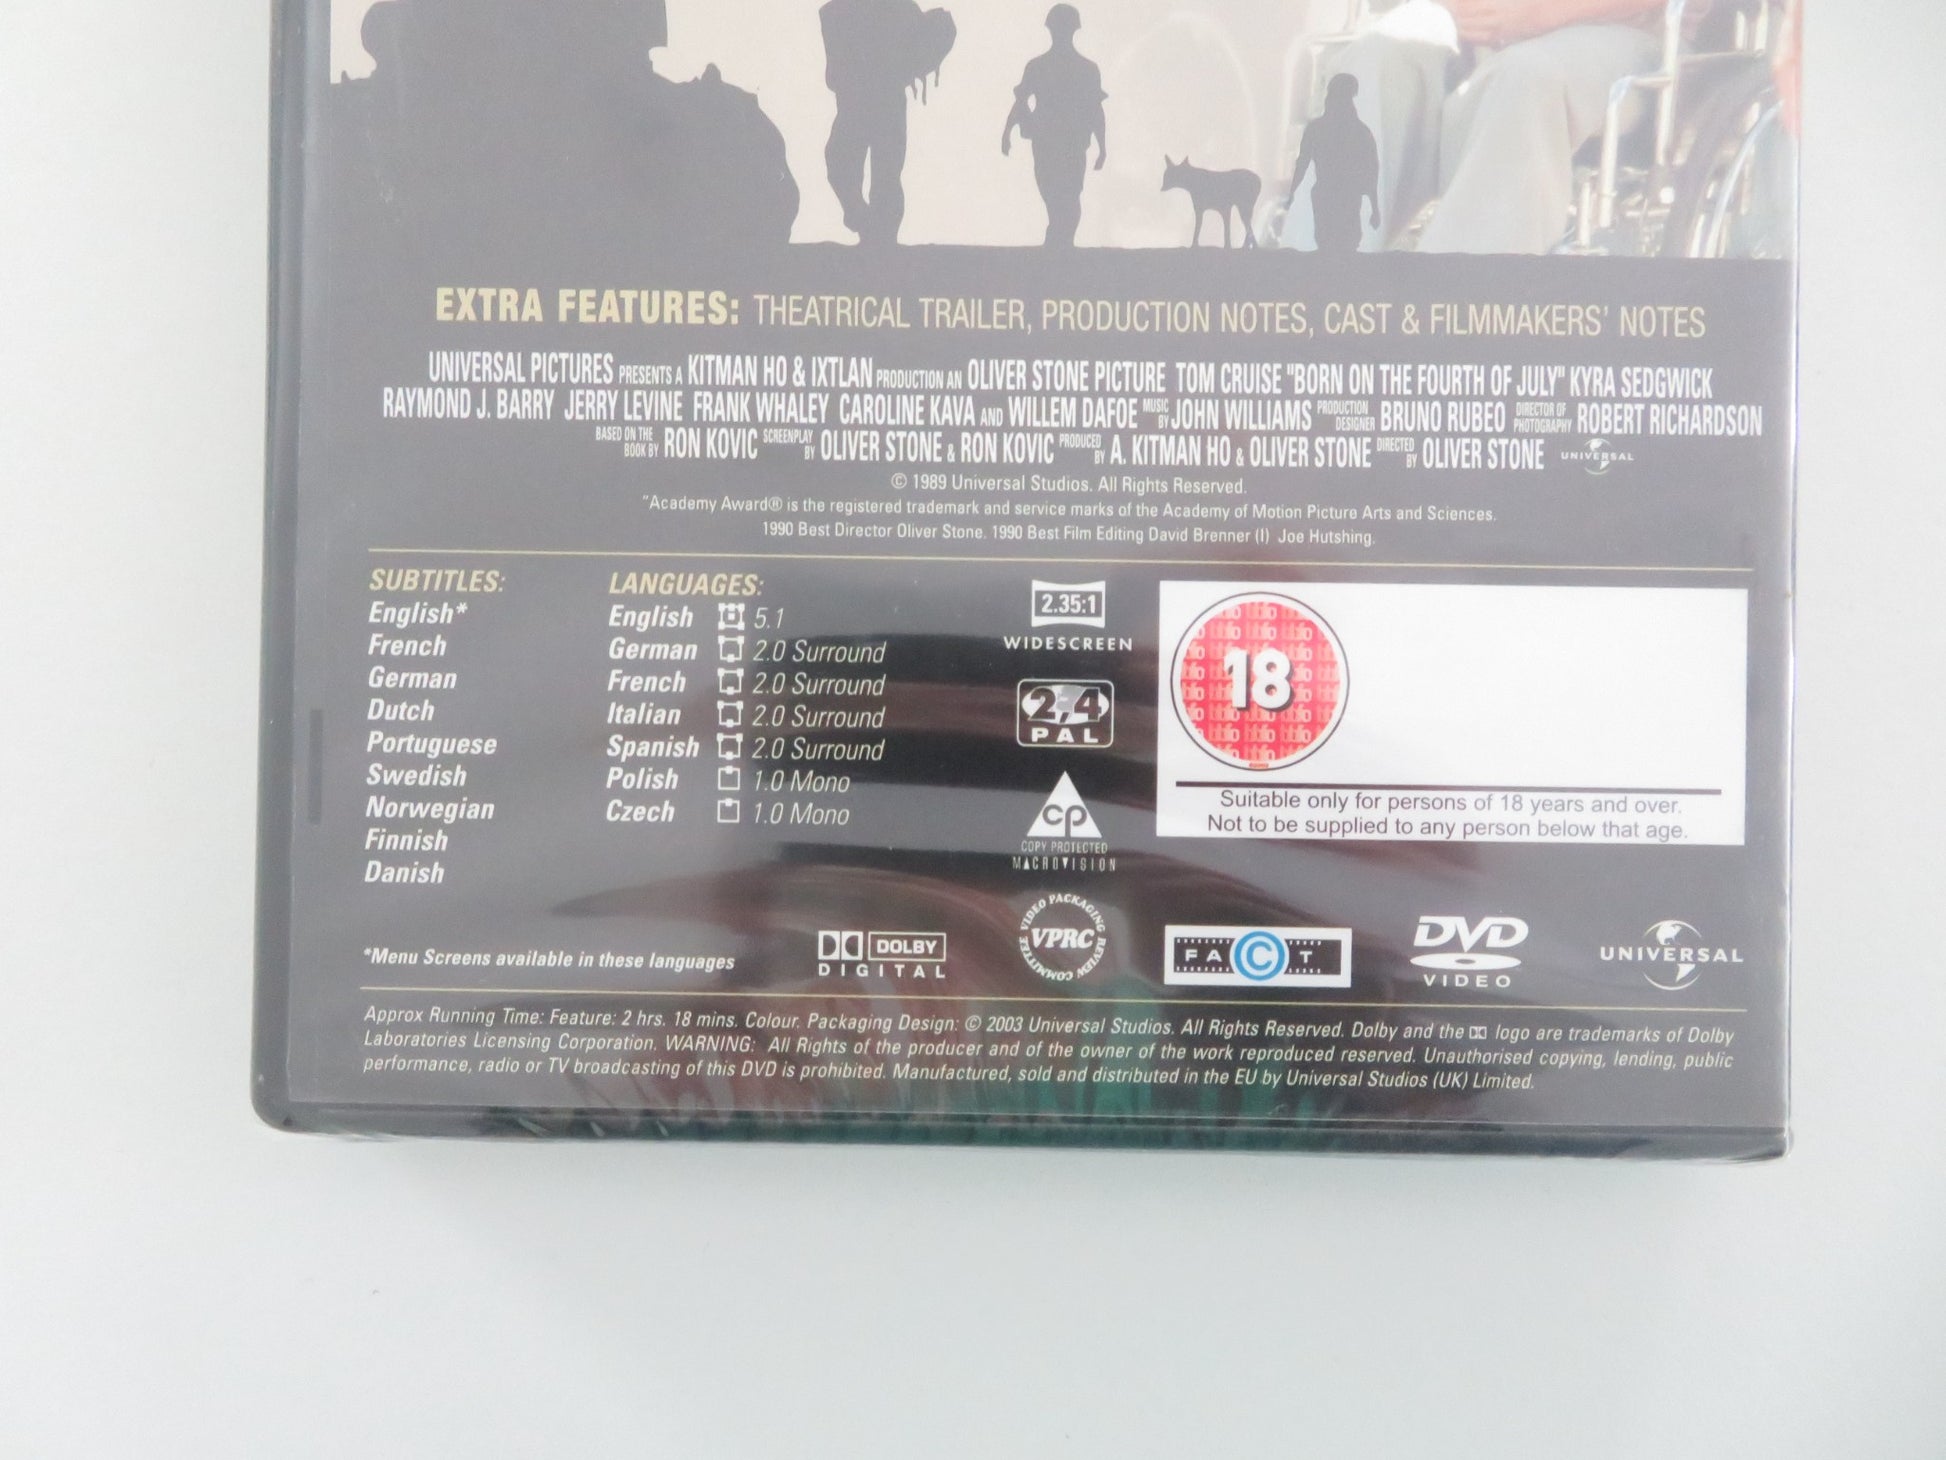 EXTRA FEATURES: THEATRICAL TRAILER, PRODUCTION NOTES, CAST & FILMMAKERS' NOTES
UNIVERSAL PICTURES PRESENTS A KITMAN HO & IXTLAN PRODUCTION AN OLIVER STONE PICTURE TOM CRUISE "BORN ON THE FOURTH OF JULY" KYRA SEDGWICK
RAYMOND J. BARRY JERRY LEVINE FRANK WHALEY CAROLINE KAVA AND WILLEM DAFOE MUSIC BY JOHN WILLIAMS PRODUCTION DESIGNER BRUNO RUBEO DIRECTOR OF PHOTOGRAPHY ROBERT RICHARDSON
BASED ON THE BOOK BY RON KOVIC SCREENPLAY BY OLIVER STONE & RON KOVIC PRODUCED BY A. KITMAN HO & OLIVER STONE DIRECTED BY OLIVER STONE UNIVERSAL
© 1989 Universal Studios. All Rights Reserved.
"Academy Award® is the registered trademark and service marks of the Academy of Motion Picture Arts and Sciences.
1990 Best Director Oliver Stone. 1990 Best Film Editing David Brenner (I) Joe Hutshing.
SUBTITLES:
English*
French
German
Dutch
Portuguese
Swedish
Norwegian
Finnish
Danish
*Menu Screens available in these languages
LANGUAGES:
English 5.1
German 2.0 Surround
French 2.0 Surround
Italian 2.0 Surround
Spanish 2.0 Surround
Polish 1.0 Mono
Czech 1.0 Mono
DOLBY
DIGITAL
2.35:1
WIDESCREEN
2,4
PAL
cp
COPY PROTECTED
MACROVISION
VIDEO PACKAGING REVIEW COMMITTEE
VPRC
18
Suitable only for persons of 18 years and over.
Not to be supplied to any person below that age.
FACT
DVD
VIDEO
UNIVERSAL
Approx Running Time: Feature: 2 hrs. 18 mins. Colour. Packaging Design: © 2003 Universal Studios. All Rights Reserved. Dolby and the logo are trademarks of Dolby
Laboratories Licensing Corporation. WARNING: All Rights of the producer and of the owner of the work reproduced reserved. Unauthorised copying, lending, public
performance, radio or TV broadcasting of this DVD is prohibited. Manufactured, sold and distributed in the EU by Universal Studios (UK) Limited.